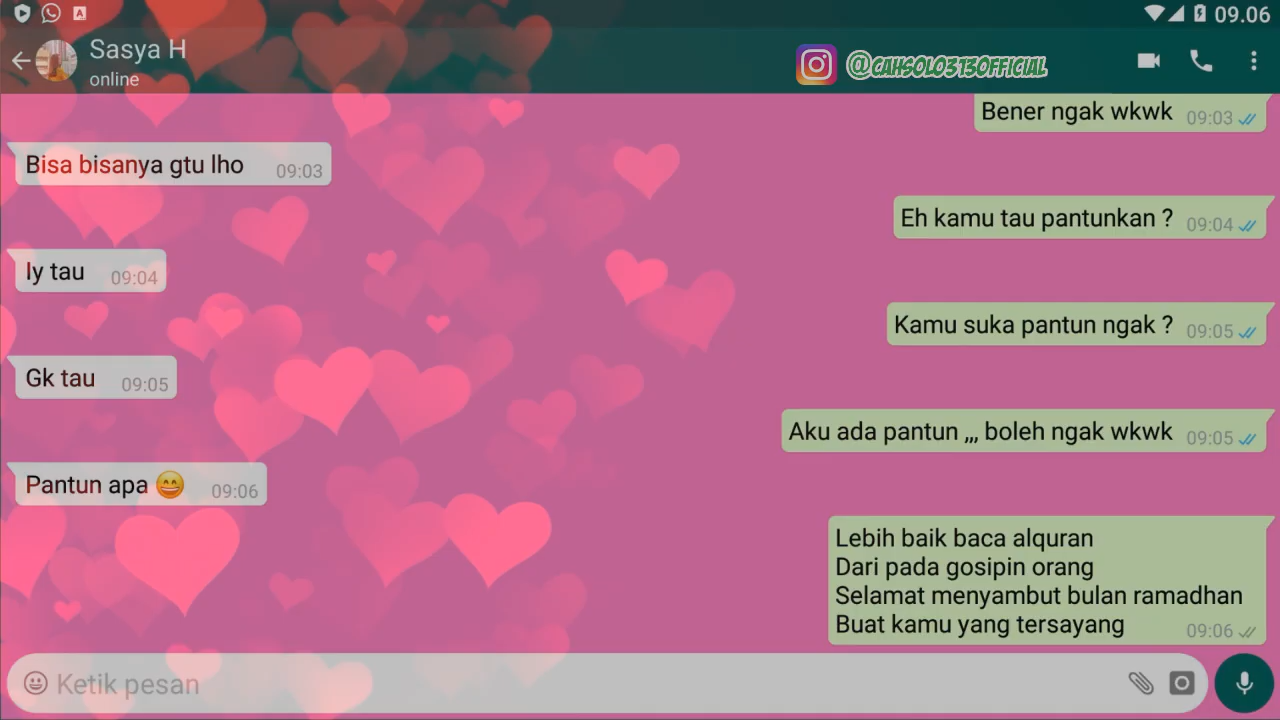 09.06
Sasya H
online
@CAHSOLO313OFFICIAL
Bener ngak wkwk 09:03
Bisa bisanya gtu lho 09:03
Eh kamu tau pantunkan ? 09:04
Iy tau 09:04
Kamu suka pantun ngak ? 09:05
Gk tau 09:05
Aku ada pantun ,,, boleh ngak wkwk 09:05
Pantun apa 😄 09:06
Lebih baik baca alquran
Dari pada gosipin orang
Selamat menyambut bulan ramadhan
Buat kamu yang tersayang 09:06
Ketik pesan